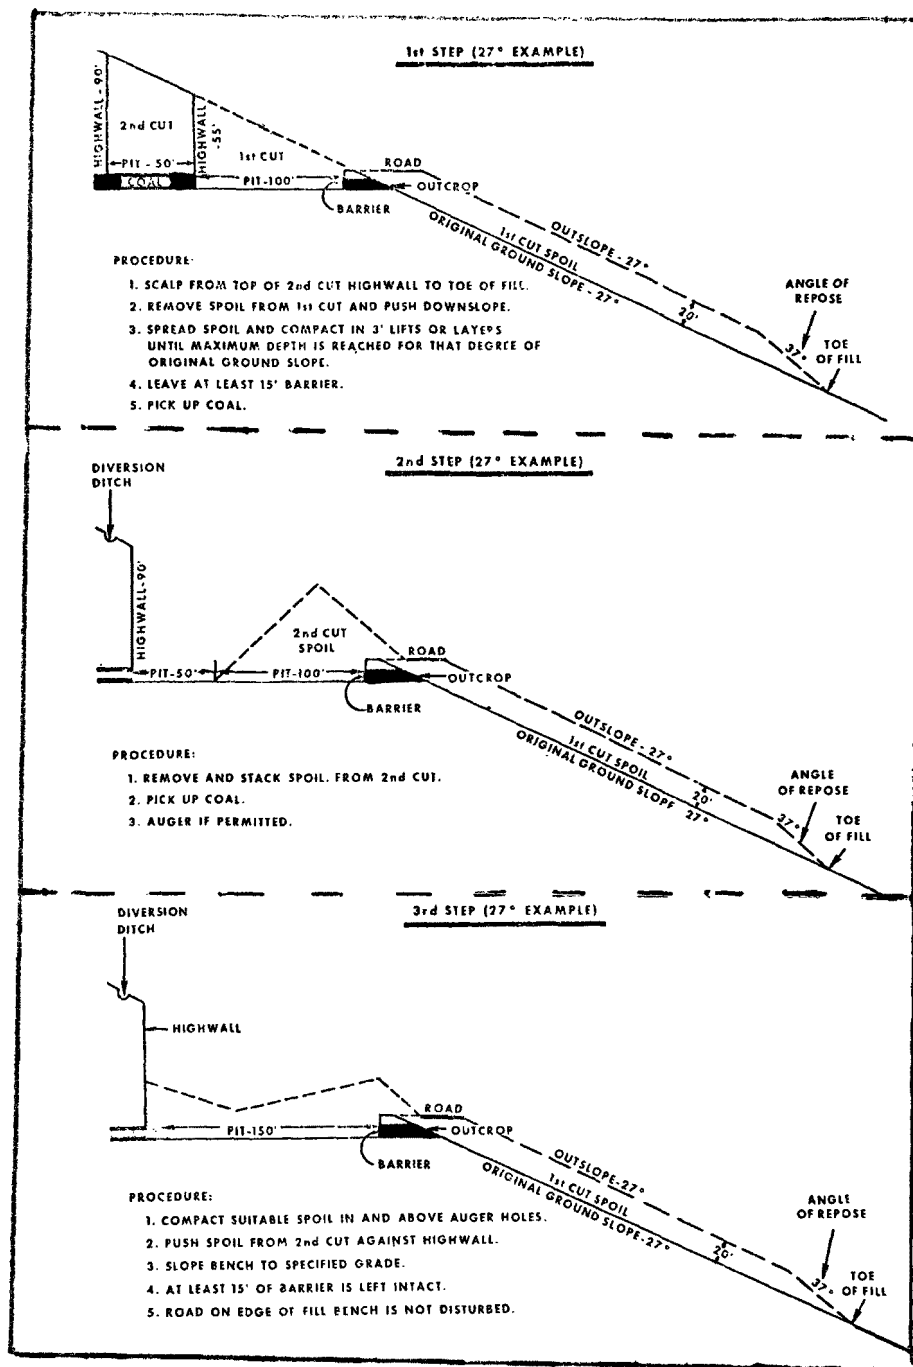 1st STEP (27° EXAMPLE)
HIGHWALL-90'
2nd CUT
HIGHWALL
-55'
1st CUT
PIT - 50'
COAL
PIT-100'
ROAD
OUTCROP
BARRIER
OUTSLOPE - 27°
1st CUT SPOIL
ORIGINAL GROUND SLOPE - 27°
20'
ANGLE OF
REPOSE
37°
TOE
OF FILL
PROCEDURE:
1. SCALP FROM TOP OF 2nd CUT HIGHWALL TO TOE OF FILL.
2. REMOVE SPOIL FROM 1st CUT AND PUSH DOWNSLOPE.
3. SPREAD SPOIL AND COMPACT IN 3' LIFTS OR LAYERS
UNTIL MAXIMUM DEPTH IS REACHED FOR THAT DEGREE OF
ORIGINAL GROUND SLOPE.
4. LEAVE AT LEAST 15' BARRIER.
5. PICK UP COAL.
2nd STEP (27° EXAMPLE)
DIVERSION
DITCH
HIGHWALL-90'
2nd CUT
SPOIL
PIT-50'
PIT-100'
ROAD
OUTCROP
BARRIER
OUTSLOPE - 27°
1st CUT SPOIL
ORIGINAL GROUND SLOPE 27°
20'
ANGLE
OF REPOSE
37°
TOE
OF FILL
PROCEDURE:
1. REMOVE AND STACK SPOIL. FROM 2nd CUT.
2. PICK UP COAL.
3. AUGER IF PERMITTED.
3rd STEP (27° EXAMPLE)
DIVERSION
DITCH
HIGHWALL
PIT-150'
ROAD
OUTCROP
BARRIER
OUTSLOPE-27°
1st CUT SPOIL
ORIGINAL GROUND SLOPE-27°
20'
ANGLE
OF REPOSE
37°
TOE
OF FILL
PROCEDURE:
1. COMPACT SUITABLE SPOIL IN AND ABOVE AUGER HOLES.
2. PUSH SPOIL FROM 2nd CUT AGAINST HIGHWALL.
3. SLOPE BENCH TO SPECIFIED GRADE.
4. AT LEAST 15' OF BARRIER IS LEFT INTACT.
5. ROAD ON EDGE OF FILL BENCH IS NOT DISTURBED.